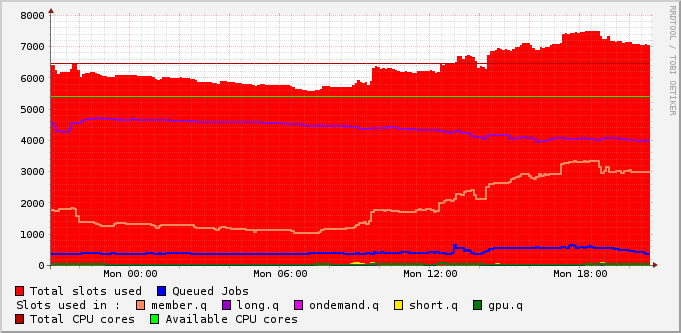 8000
7000
6000
5000
4000
3000
2000
1000
0
Mon 00:00 Mon 06:00 Mon 12:00 Mon 18:00
Total slots used Queued Jobs
Slots used in : member.q long.q ondemand.q short.q gpu.q
Total CPU cores Available CPU cores
RRDTOOL / TOBI OETIKER